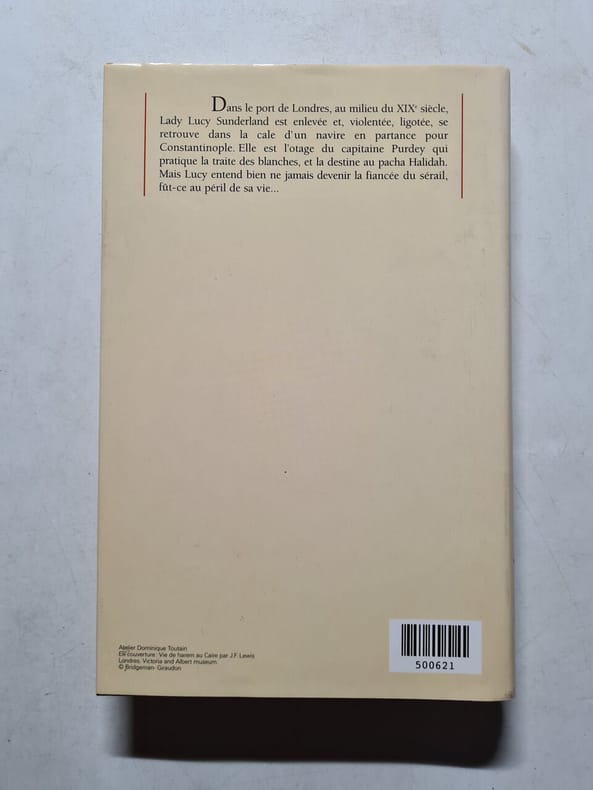 Dans le port de Londres, au milieu du XIXe siècle,
Lady Lucy Sunderland est enlevée et, violentée, ligotée, se
retrouve dans la cale d'un navire en partance pour
Constantinople. Elle est l'otage du capitaine Purdey qui
pratique la traite des blanches, et la destine au pacha Halidah.
Mais Lucy entend bien ne jamais devenir la fiancée du sérail,
fût-ce au péril de sa vie...
Atelier Dominique Toutain
En couverture : Vie de harem au Caire par J.F. Lewis
Londres, Victoria and Albert museum
© Bridgeman- Giraudon
500621